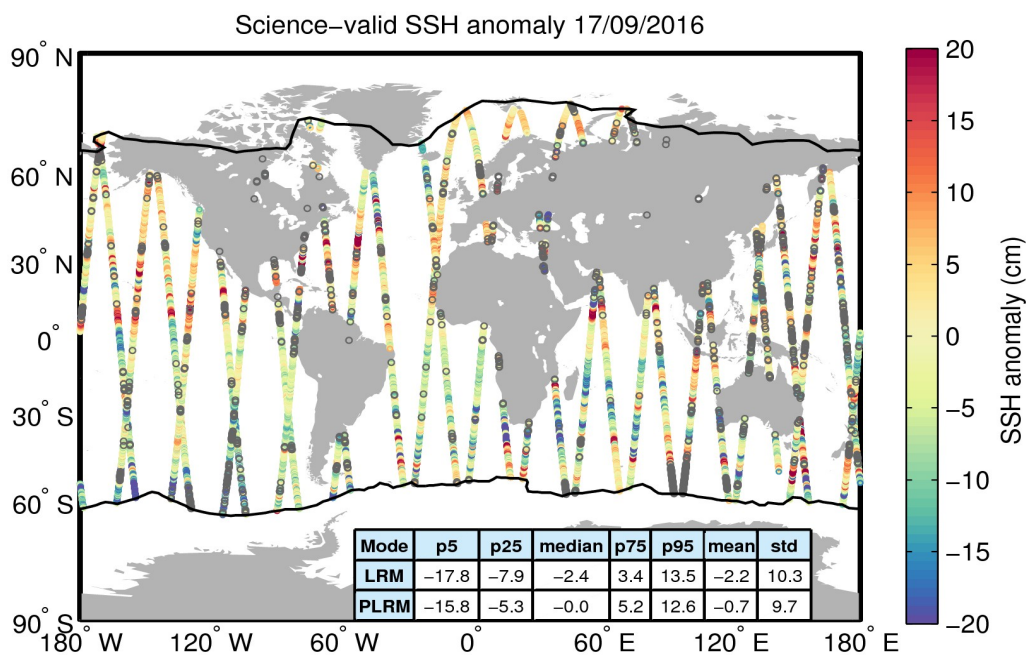 Science−valid SSH anomaly 17/09/2016
90° N
60° N
30° N
0°
30° S
60° S
90° S
180° W
120° W
60° W
0°
60° E
120° E
180° E
Mode p5 p25 median p75 p95 mean std
LRM −17.8 −7.9 −2.4 3.4 13.5 −2.2 10.3
PLRM −15.8 −5.3 −0.0 5.2 12.6 −0.7 9.7
20
15
10
5
0
−5
−10
−15
−20
SSH anomaly (cm)